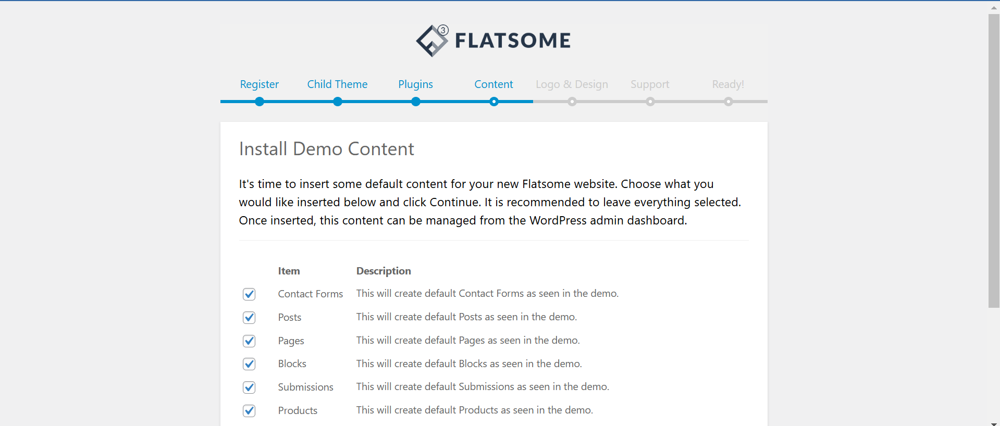 3
FLATSOME
Register Child Theme Plugins Content Logo & Design Support Ready!
Install Demo Content
It's time to insert some default content for your new Flatsome website. Choose what you
would like inserted below and click Continue. It is recommended to leave everything selected.
Once inserted, this content can be managed from the WordPress admin dashboard.
Item Description
Contact Forms This will create default Contact Forms as seen in the demo.
Posts This will create default Posts as seen in the demo.
Pages This will create default Pages as seen in the demo.
Blocks This will create default Blocks as seen in the demo.
Submissions This will create default Submissions as seen in the demo.
Products This will create default Products as seen in the demo.